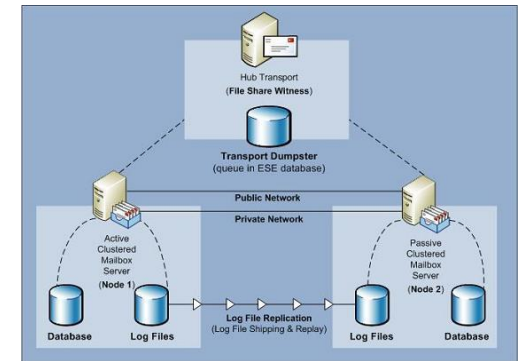 Hub Transport
(File Share Witness)
Transport Dumpster
(queue in ESE database)
Public Network
Private Network
Active
Clustered
Mailbox
Server
(Node 1)
Passive
Clustered
Mailbox
Server
(Node 2)
Database
Log Files
Log File Replication
(Log File Shipping & Replay)
Log Files
Database